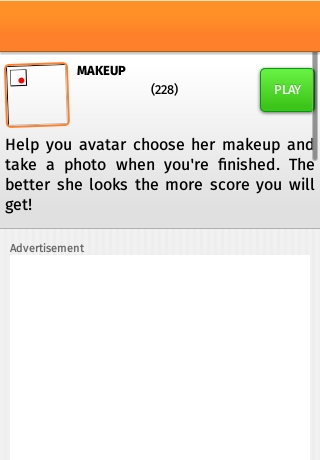 MAKEUP
(228)
PLAY
Help you avatar choose her makeup and
take a photo when you're finished. The
better she looks the more score you will
get!
Advertisement